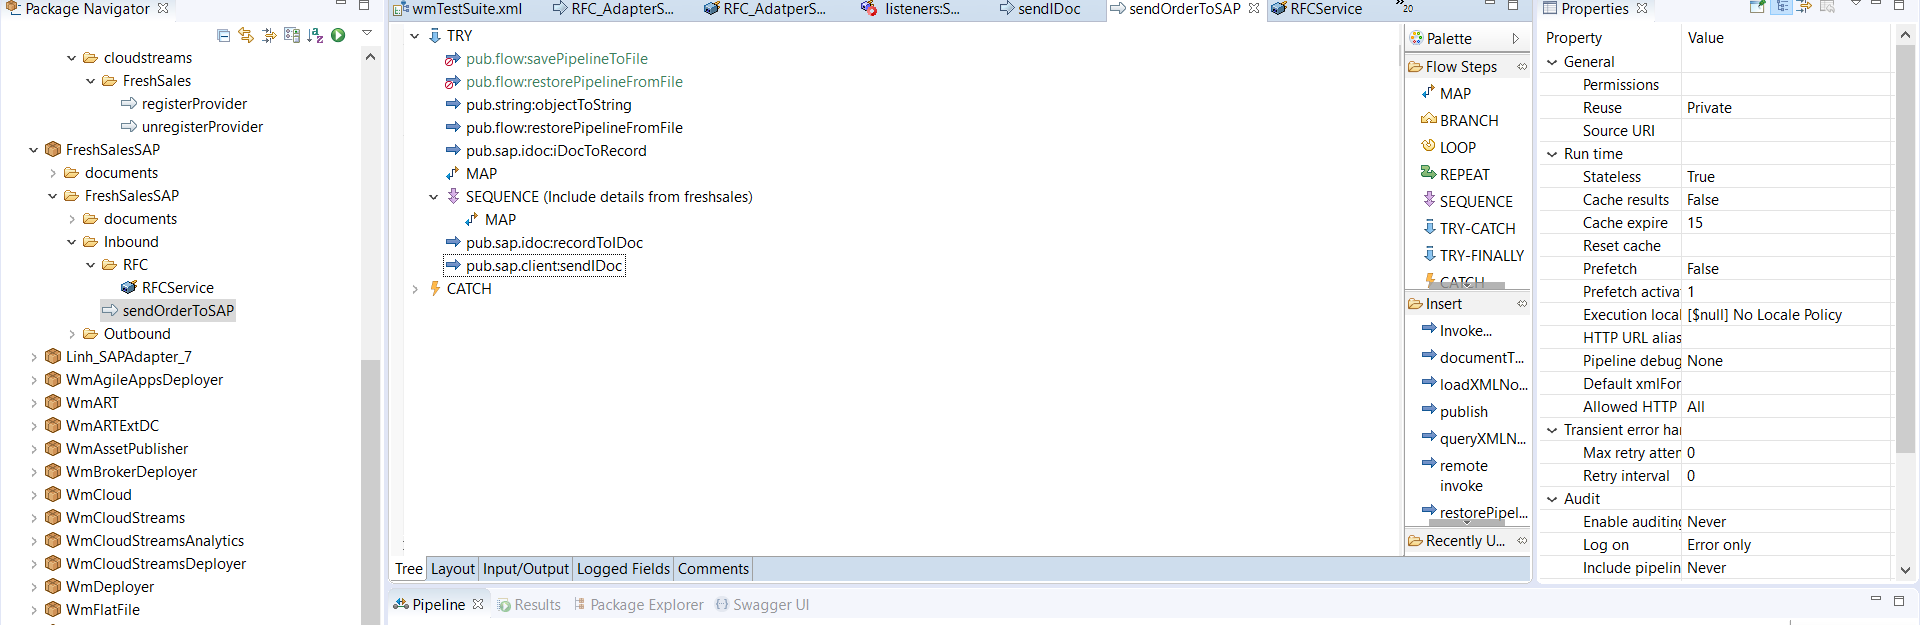 Package Navigator
cloudstreams
FreshSales
registerProvider
unregisterProvider
FreshSalesSAP
documents
FreshSalesSAP
documents
Inbound
RFC
RFCService
sendOrderToSAP
Outbound
Linh_SAPAdapter_7
WmAgileAppsDeployer
WmART
WmARTExtDC
WmAssetPublisher
WmBrokerDeployer
WmCloud
WmCloudStreams
WmCloudStreamsAnalytics
WmCloudStreamsDeployer
WmDeployer
WmFlatFile
wmTestSuite.xml
RFC_AdapterS...
RFC_AdatperS...
listeners:S...
sendIDoc
sendOrderToSAP
RFCService
»20
TRY
pub.flow:savePipelineToFile
pub.flow:restorePipelineFromFile
pub.string:objectToString
pub.flow:restorePipelineFromFile
pub.sap.idoc:iDocToRecord
MAP
SEQUENCE (Include details from freshsales)
MAP
pub.sap.idoc:recordToIDoc
pub.sap.client:sendIDoc
CATCH
Tree Layout Input/Output Logged Fields Comments
Palette
Flow Steps
MAP
BRANCH
LOOP
REPEAT
SEQUENCE
TRY-CATCH
TRY-FINALLY
CATCH
Insert
Invoke...
documentT...
loadXMLNo...
publish
queryXMLN...
remote
invoke
restorePipel...
Recently U...
Pipeline Results Package Explorer Swagger UI
Properties
Property Value
General
Permissions
Reuse Private
Source URI
Run time
Stateless True
Cache results False
Cache expire 15
Reset cache
Prefetch False
Prefetch activa 1
Execution local [$null] No Locale Policy
HTTP URL alias
Pipeline debug None
Default xmlFor
Allowed HTTP All
Transient error har
Max retry atter 0
Retry interval 0
Audit
Enable auditing Never
Log on Error only
Include pipelin Never